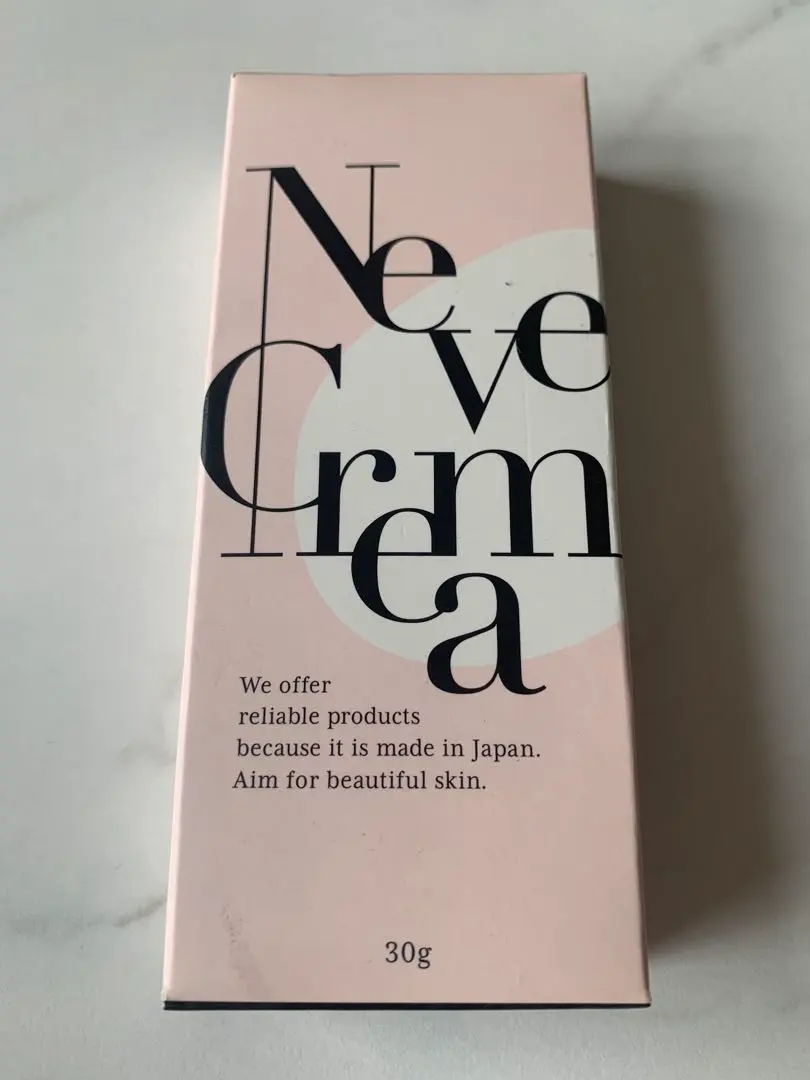 Neve
Crema
We offer
reliable products
because it is made in Japan.
Aim for beautiful skin.
30g